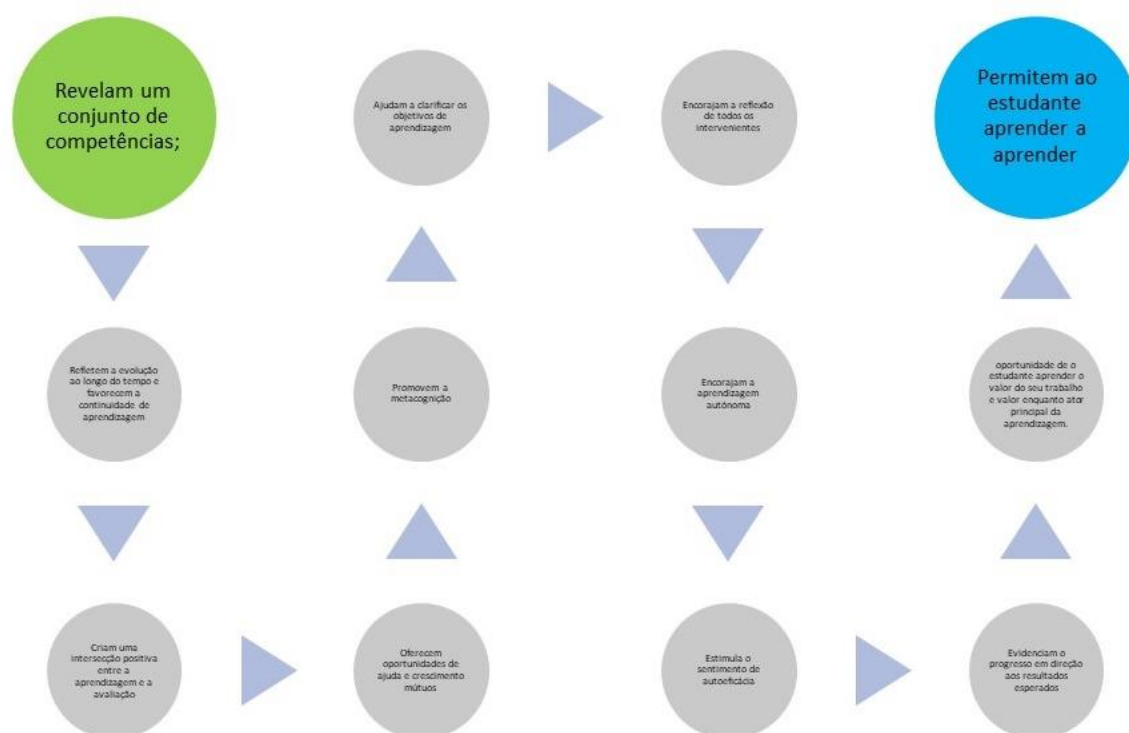 Revelam um
conjunto de
competências;
Refletem a evolução
ao longo do tempo e
favorecem a
continuidade de
aprendizagem
Criam uma
intersecção positiva
entre a
aprendizagem e a
avaliação
Oferecem
oportunidades de
ajuda e crescimento
mútuos
Promovem a
metacognição
Ajudam a clarificar os
objetivos de
aprendizagem
Encorajam a reflexão
de todos os
intervenientes
Encorajam a
aprendizagem
autónoma
Estimula o
sentimento de
autoeficácia
Evidenciam o
progresso em direção
aos resultados
esperados
oportunidade de o
estudante aprender o
valor do seu trabalho
e valor enquanto ator
principal da
aprendizagem.
Permitem ao
estudante
aprender a
aprender